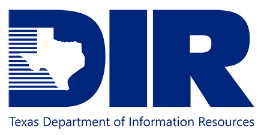 DIR
Texas Department of Information Resources